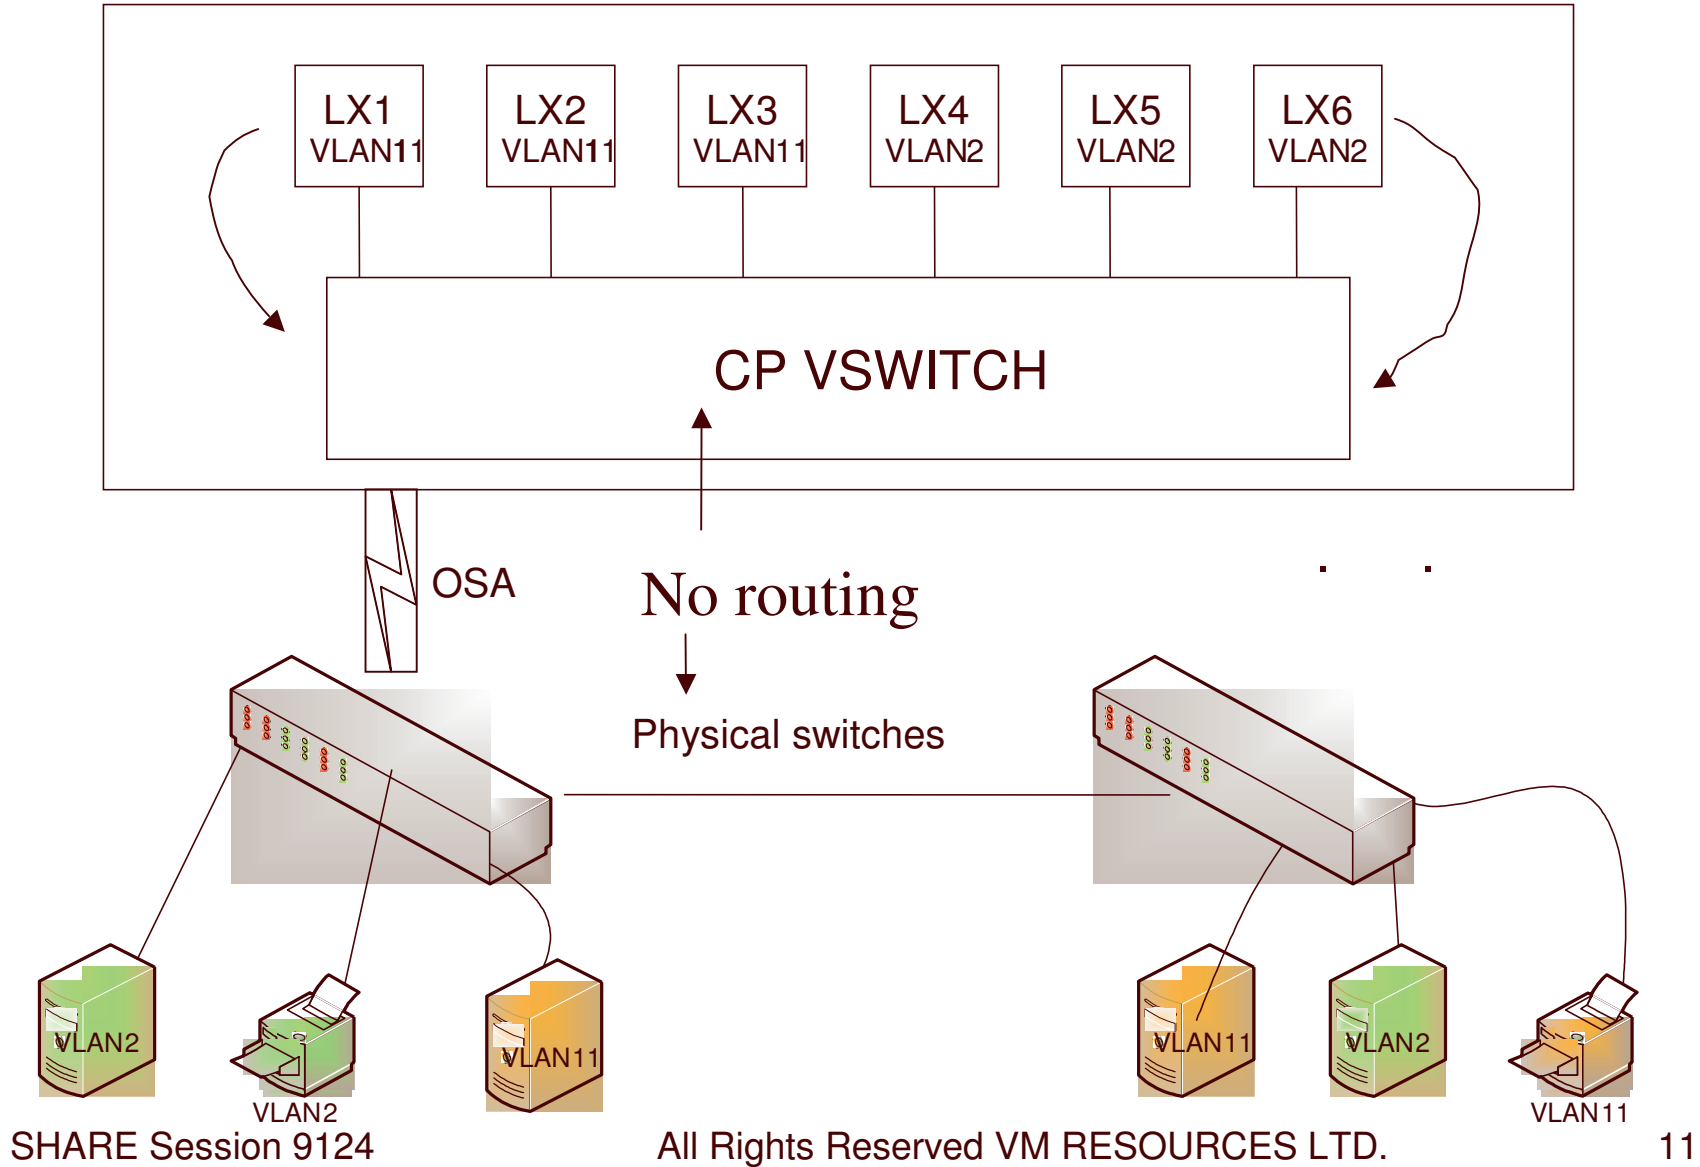 LX1
VLAN11
LX2
VLAN11
LX3
VLAN11
LX4
VLAN2
LX5
VLAN2
LX6
VLAN2
CP VSWITCH
OSA
No routing
Physical switches
VLAN2
VLAN2
VLAN11
VLAN11
VLAN2
VLAN11
SHARE Session 9124
All Rights Reserved VM RESOURCES LTD.
11